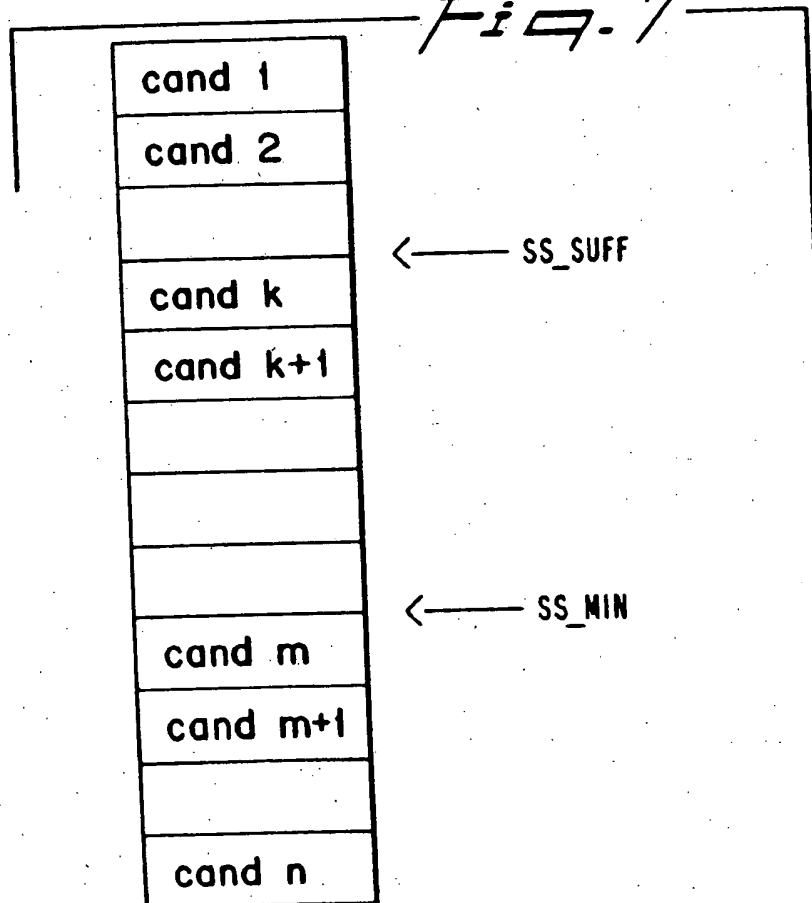 Fig. 7
cand 1
cand 2
SS_SUFF
cand k
cand k+1
SS_MIN
cand m
cand m+1
cand n